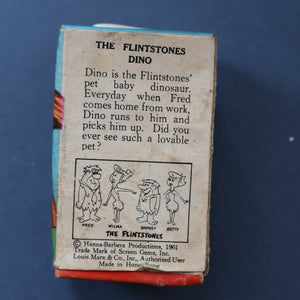 THE FLINTSTONES
DINO
Dino is the Flintstones'
pet baby dinosaur.
Everyday when Fred
comes home from work,
Dino runs to him and
picks him up. Did you
ever see such a lovable
pet?
FRED WILMA BARNEY BETTY
THE FLINTSTONES
© Hanna-Barbera Productions, 1961
Trade Mark of Screen Gems, Inc.
Louis Marx & Co., Inc., Authorized User
Made in Hong Kong